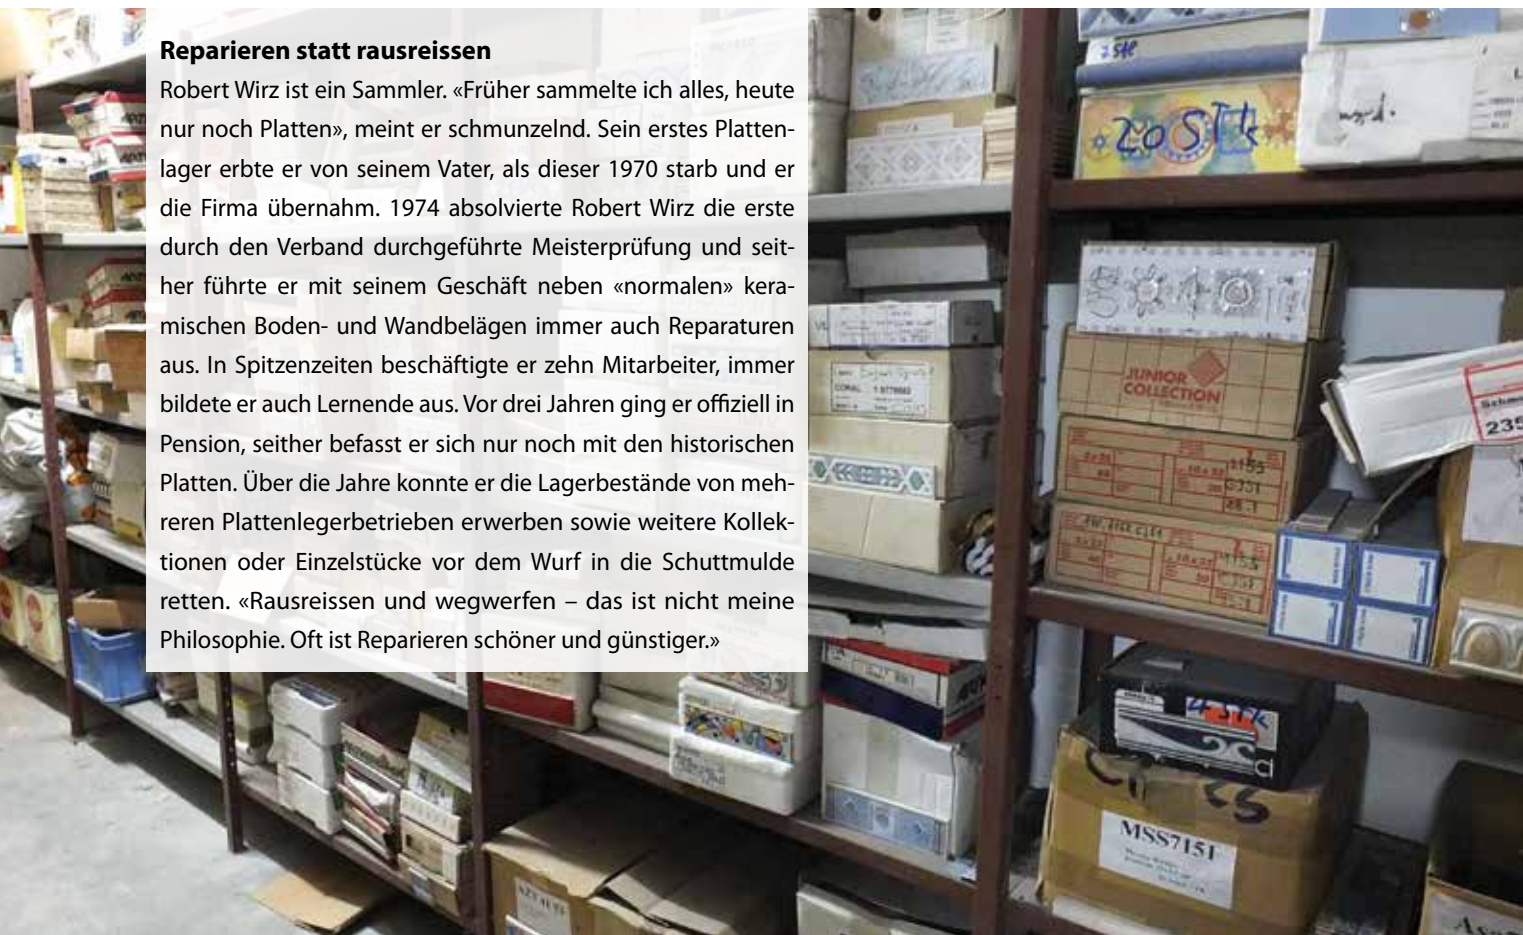 Reparieren statt rausreissen
Robert Wirz ist ein Sammler. «Früher sammelte ich alles, heute
nur noch Platten», meint er schmunzelnd. Sein erstes Platten-
lager erbte er von seinem Vater, als dieser 1970 starb und er
die Firma übernahm. 1974 absolvierte Robert Wirz die erste
durch den Verband durchgeführte Meisterprüfung und seit-
her führte er mit seinem Geschäft neben «normalen» kera-
mischen Boden- und Wandbelägen immer auch Reparaturen
aus. In Spitzenzeiten beschäftigte er zehn Mitarbeiter, immer
bildete er auch Lernende aus. Vor drei Jahren ging er offiziell in
Pension, seither befasst er sich nur noch mit den historischen
Platten. Über die Jahre konnte er die Lagerbestände von meh-
reren Plattenlegerbetrieben erwerben sowie weitere Kollek-
tionen oder Einzelstücke vor dem Wurf in die Schuttmulde
retten. «Rausreissen und wegwerfen – das ist nicht meine
Philosophie. Oft ist Reparieren schöner und günstiger.»
20 Stk
JUNIOR
COLLECTION
CORAL
235
MSS7151